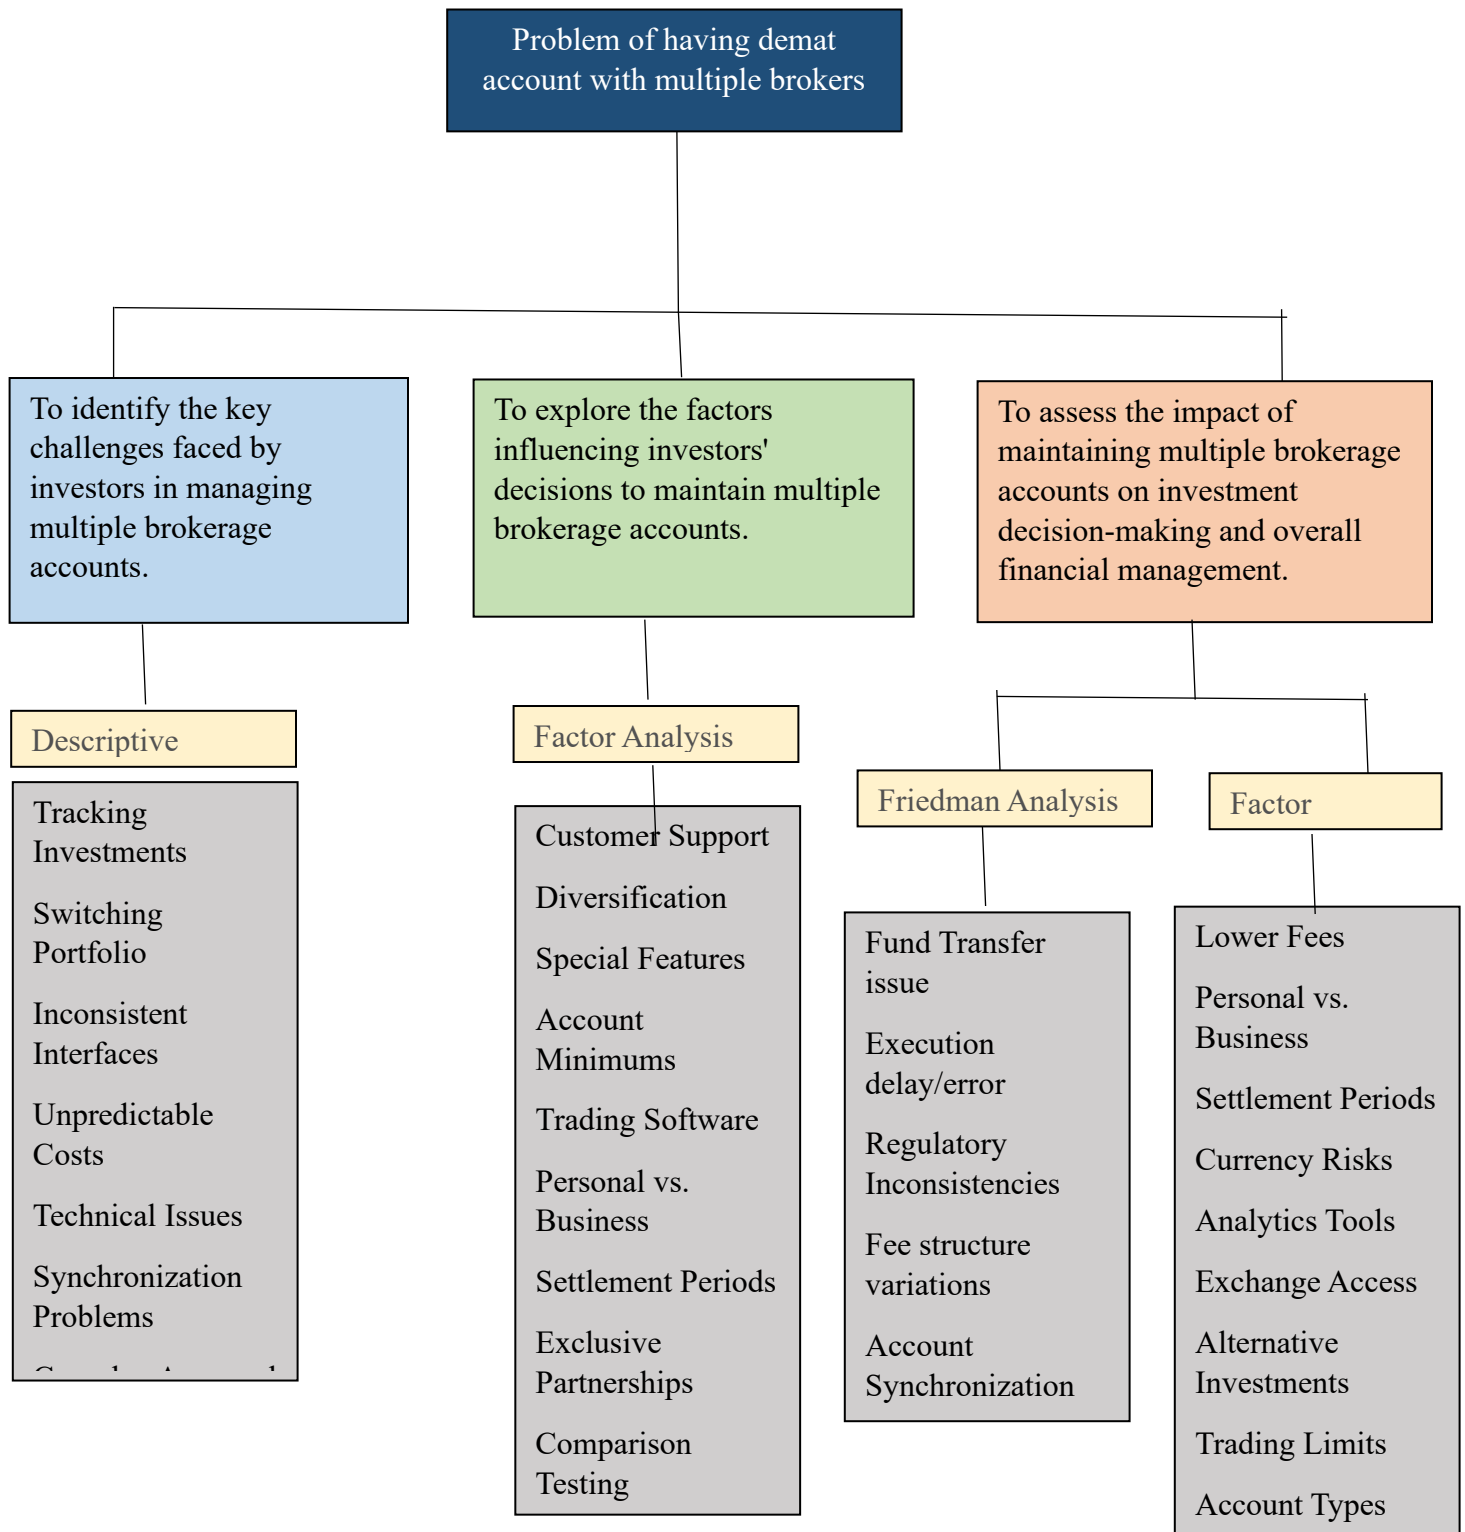 Problem of having demat
account with multiple brokers
To identify the key
challenges faced by
investors in managing
multiple brokerage
accounts.
To explore the factors
influencing investors'
decisions to maintain multiple
brokerage accounts.
To assess the impact of
maintaining multiple brokerage
accounts on investment
decision-making and overall
financial management.
Descriptive
Tracking
Investments
Switching
Portfolio
Inconsistent
Interfaces
Unpredictable
Costs
Technical Issues
Synchronization
Problems
Factor Analysis
Customer Support
Diversification
Special Features
Account
Minimums
Trading Software
Personal vs.
Business
Settlement Periods
Exclusive
Partnerships
Comparison
Testing
Friedman Analysis
Fund Transfer
issue
Execution
delay/error
Regulatory
Inconsistencies
Fee structure
variations
Account
Synchronization
Factor
Lower Fees
Personal vs.
Business
Settlement Periods
Currency Risks
Analytics Tools
Exchange Access
Alternative
Investments
Trading Limits
Account Types